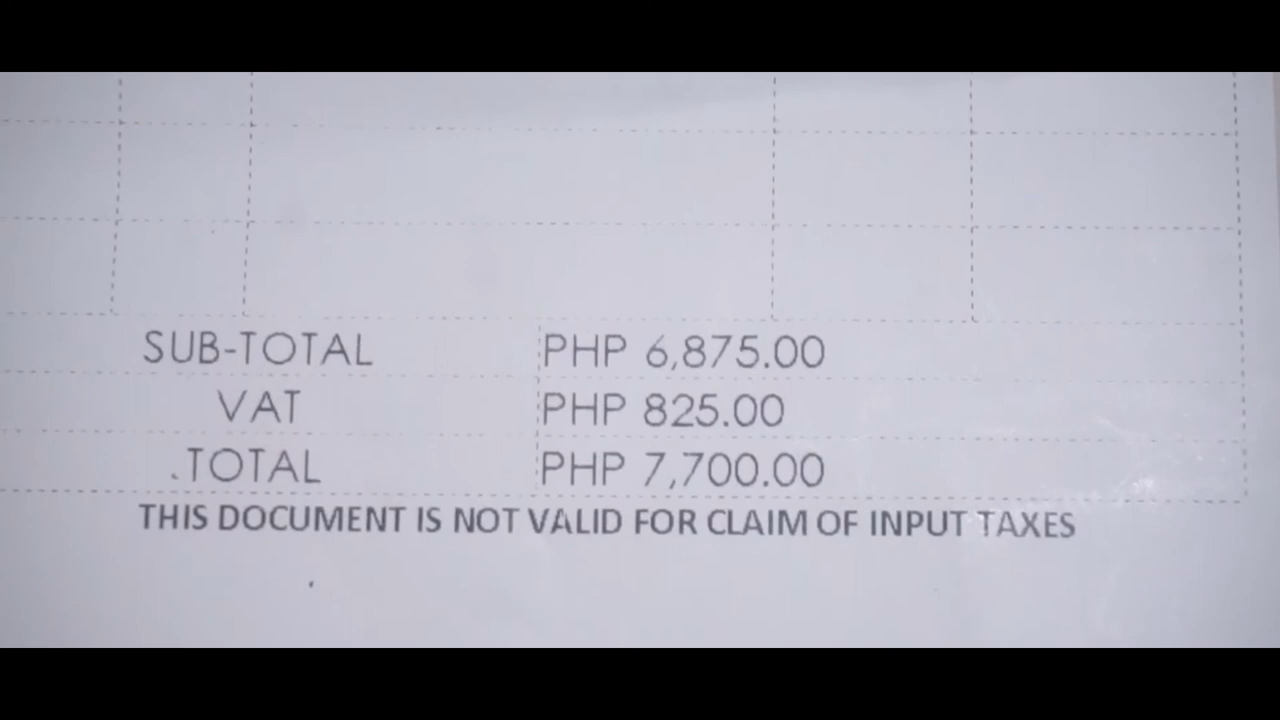 SUB-TOTAL PHP 6,875.00
VAT PHP 825.00
.TOTAL PHP 7,700.00
THIS DOCUMENT IS NOT VALID FOR CLAIM OF INPUT TAXES